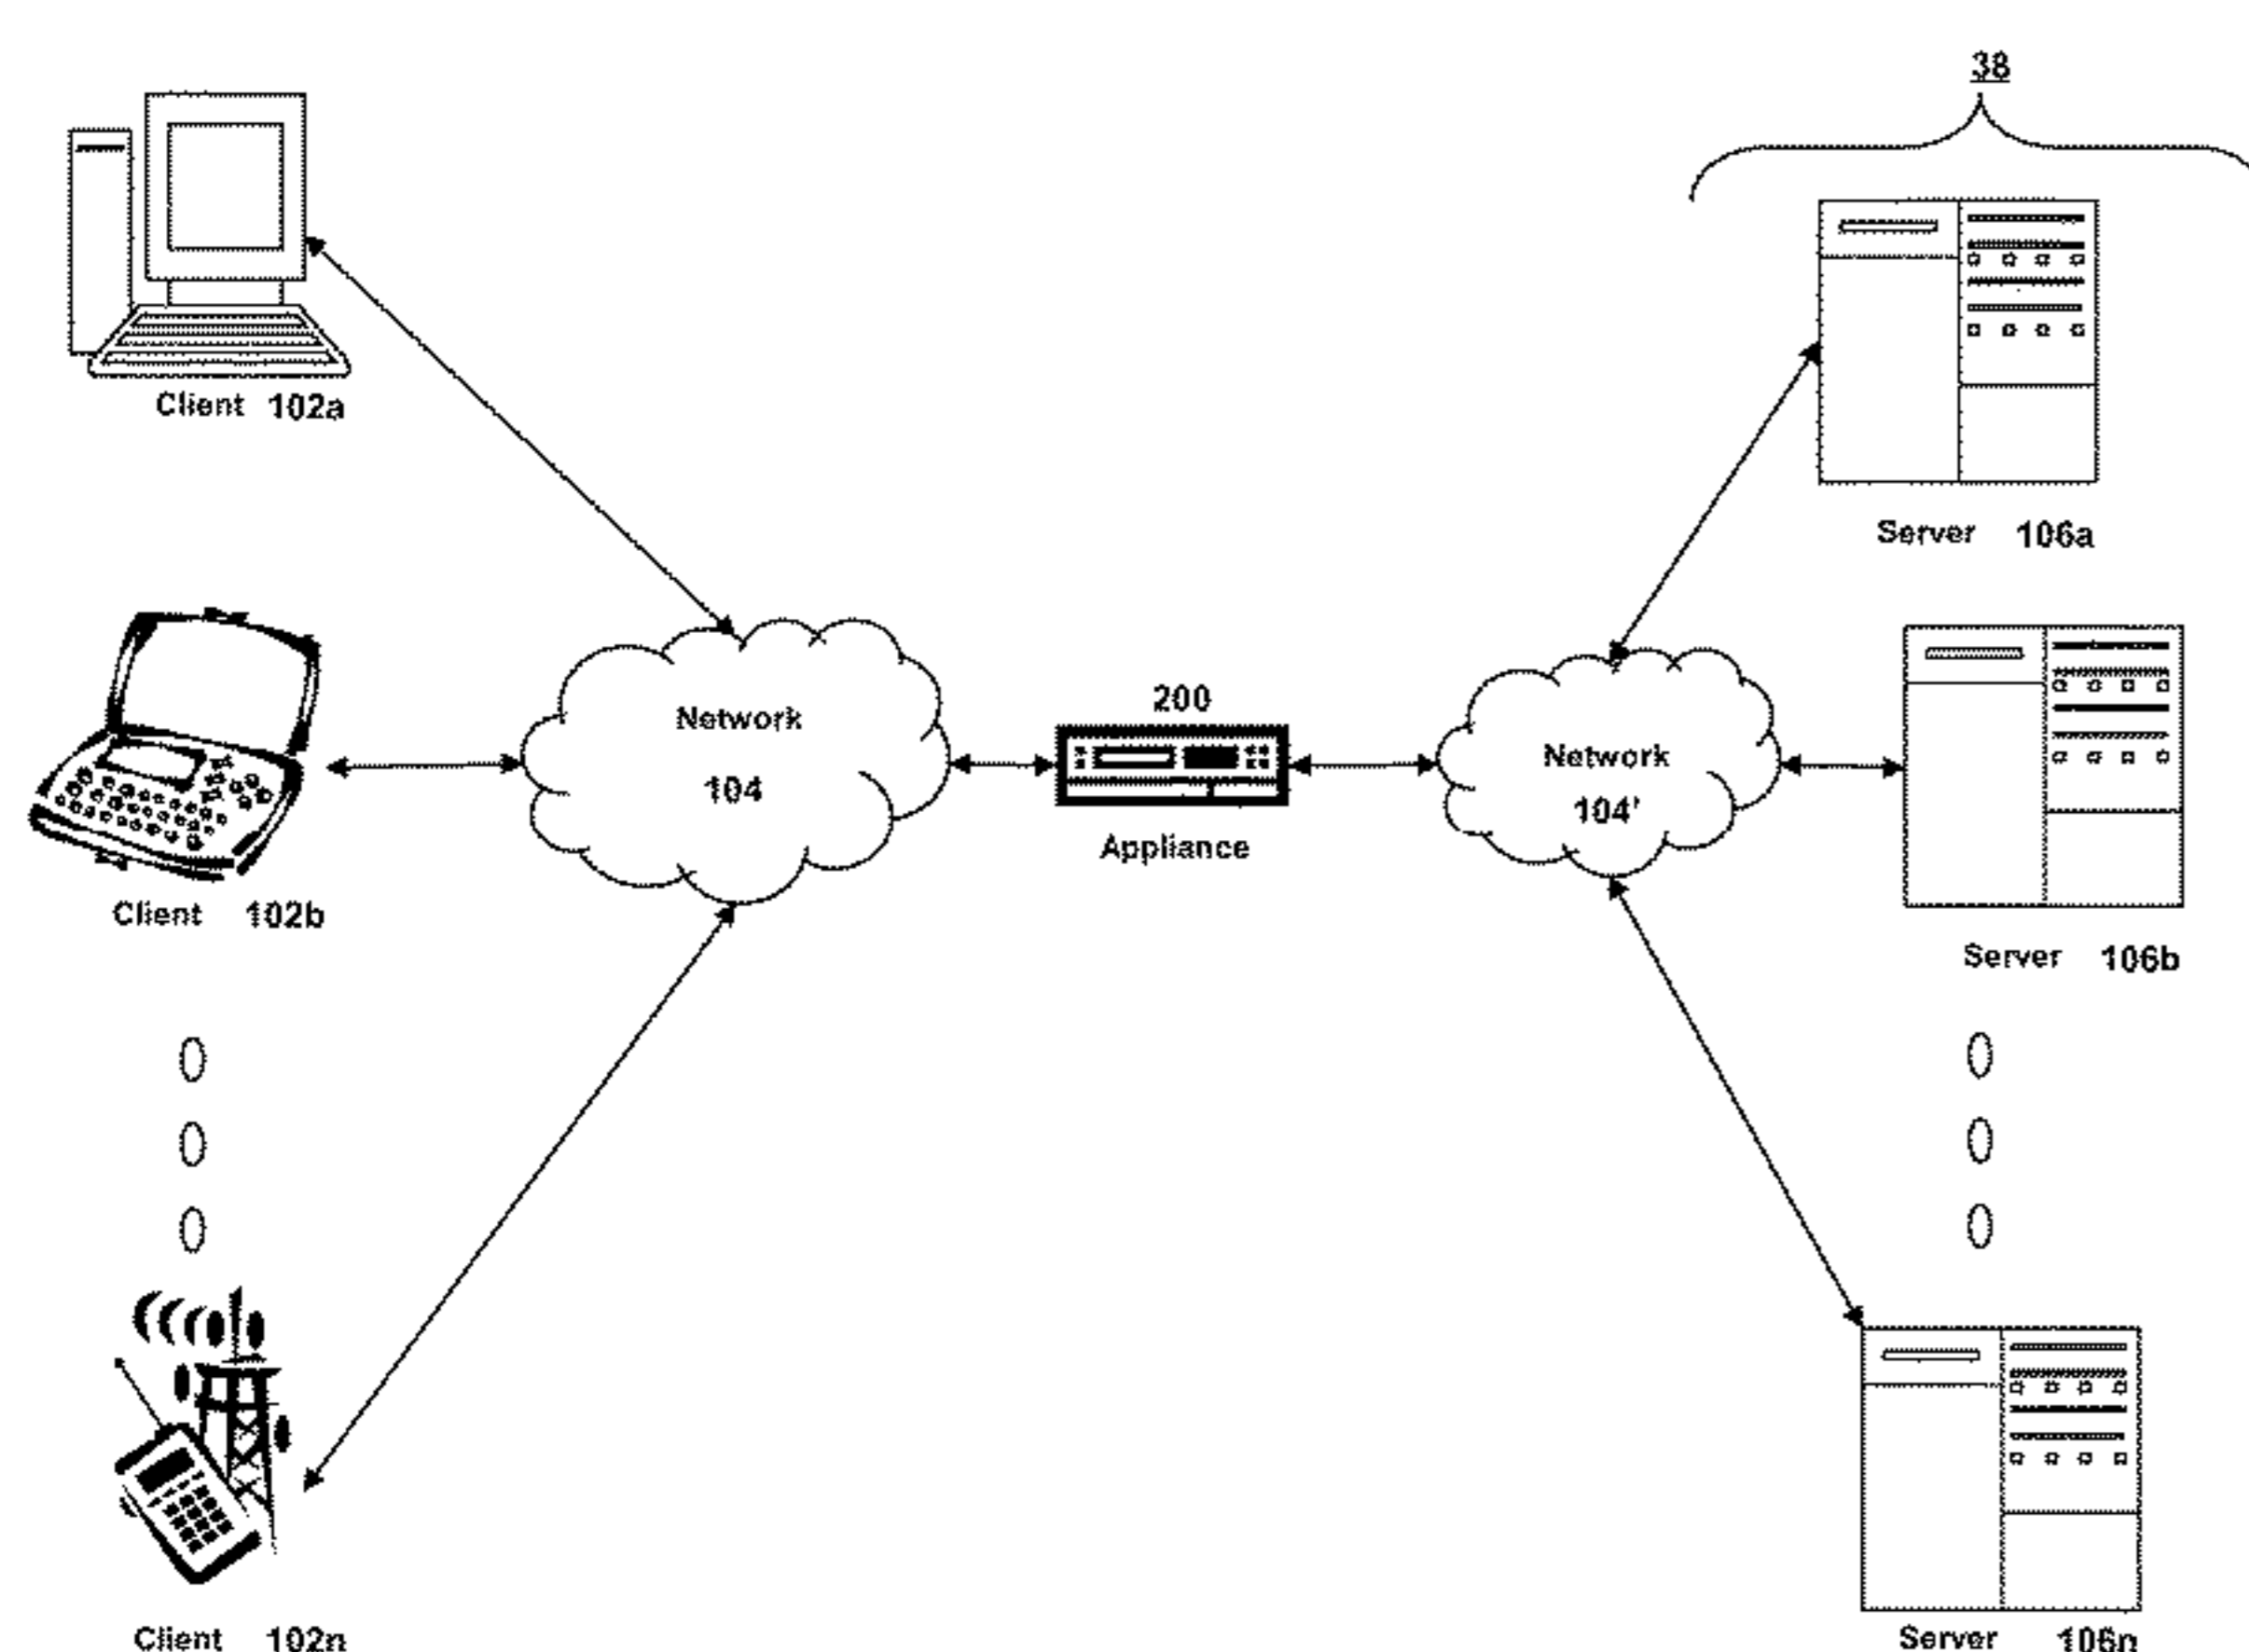 38
Client 102a
Server 106a
200
Network
104
Network
104'
Appliance
Client 102b
Server 106b
Client 102n
Server 106n